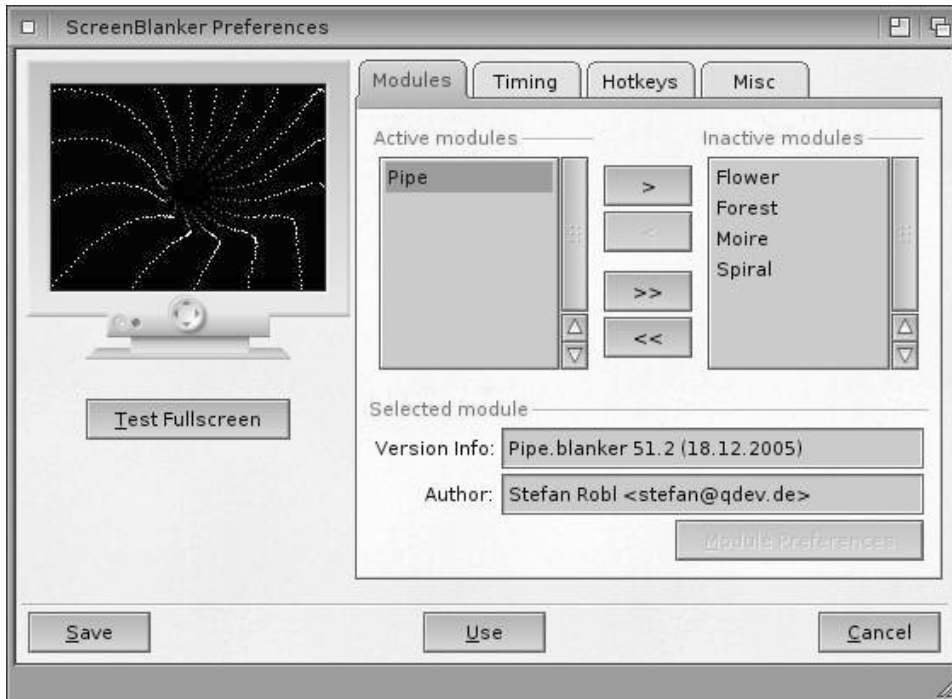 ScreenBlanker Preferences
Modules
Timing
Hotkeys
Misc
Active modules
Inactive modules
Pipe
>
<
>>
<<
Flower
Forest
Moire
Spiral
Test Fullscreen
Selected module
Version Info: Pipe.blanker 51.2 (18.12.2005)
Author: Stefan Robl <stefan@qdev.de>
Module Preferences
Save
Use
Cancel